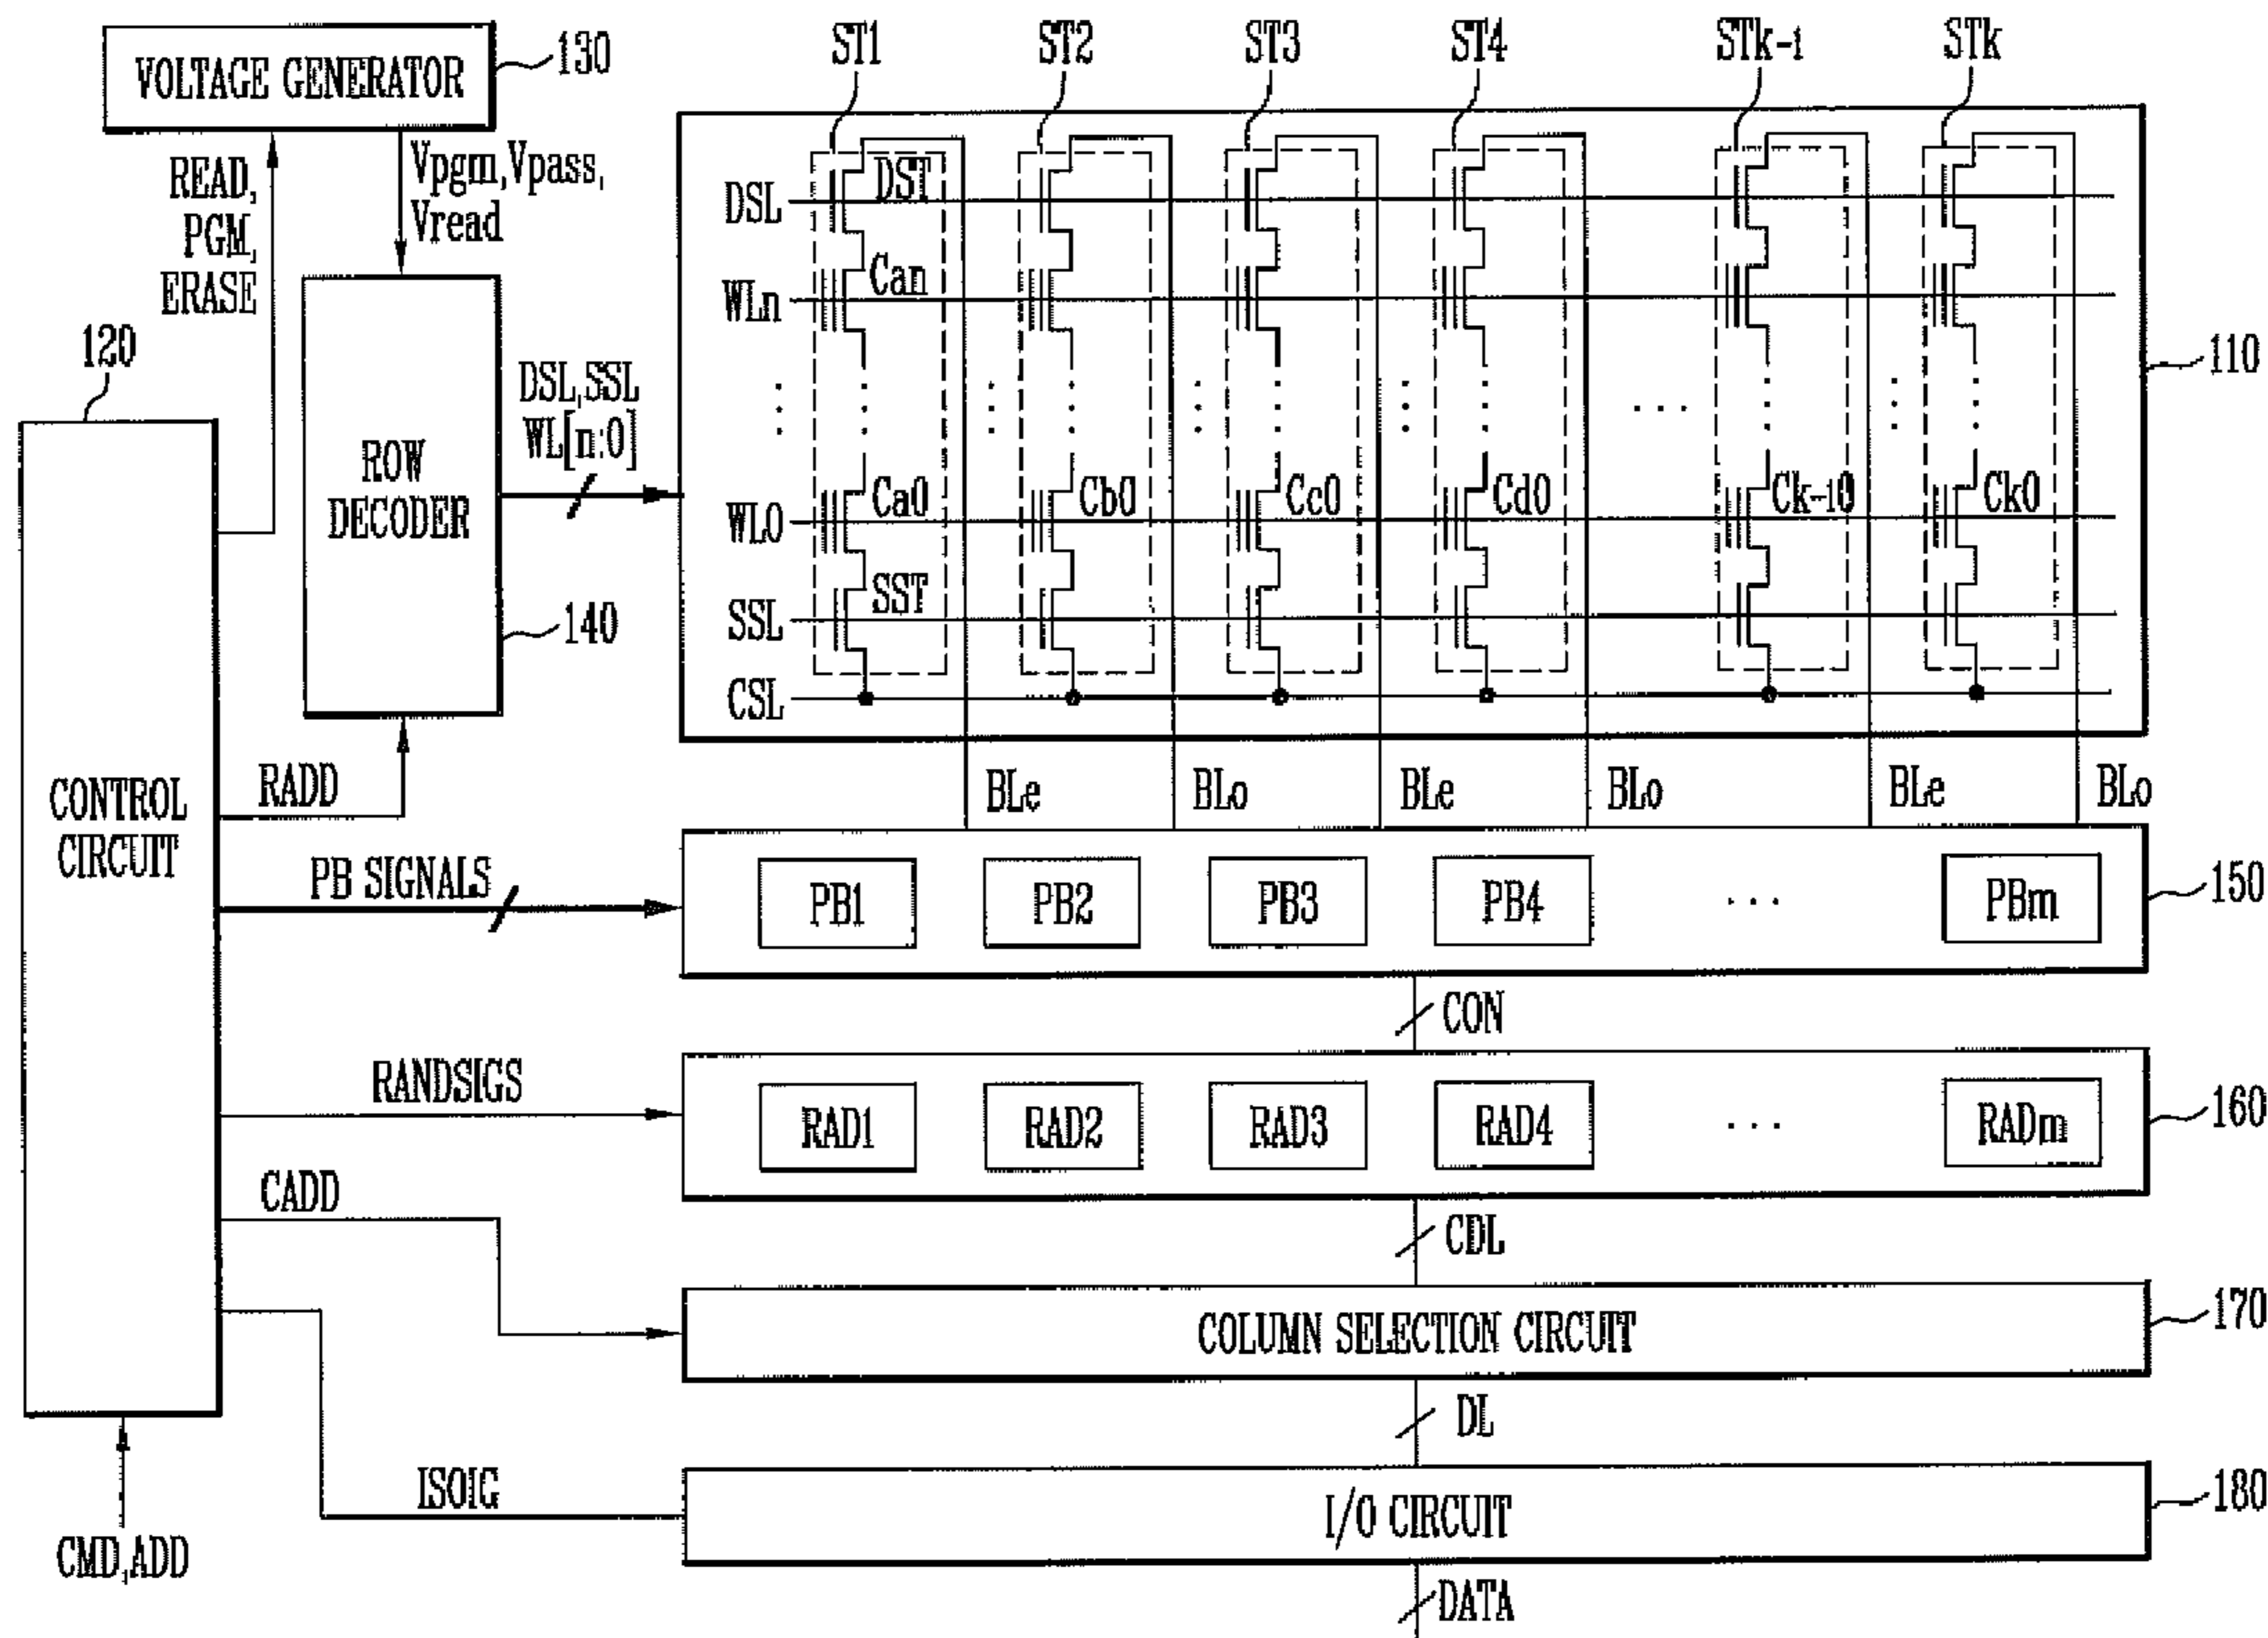 VOLTAGE GENERATOR
130
READ,
PGM,
ERASE
Vpgm,Vpass,
Vread
120
CONTROL
CIRCUIT
ROW
DECODER
140
DSL,SSL
WL[n:0]
ST1
ST2
ST3
ST4
STk-1
STk
DSL
DST
WLn
Can
110
WL0
Ca0
Cb0
Cc0
Cd0
Ck-10
Ck0
SSL
SST
CSL
BLe
BLo
BLe
BLo
BLe
BLo
RADD
PB SIGNALS
PB1
PB2
PB3
PB4
...
PBm
150
CON
RANDSIGS
RAD1
RAD2
RAD3
RAD4
...
RADm
160
CADD
CDL
COLUMN SELECTION CIRCUIT
170
DL
ISOIG
I/O CIRCUIT
180
CMD,ADD
DATA